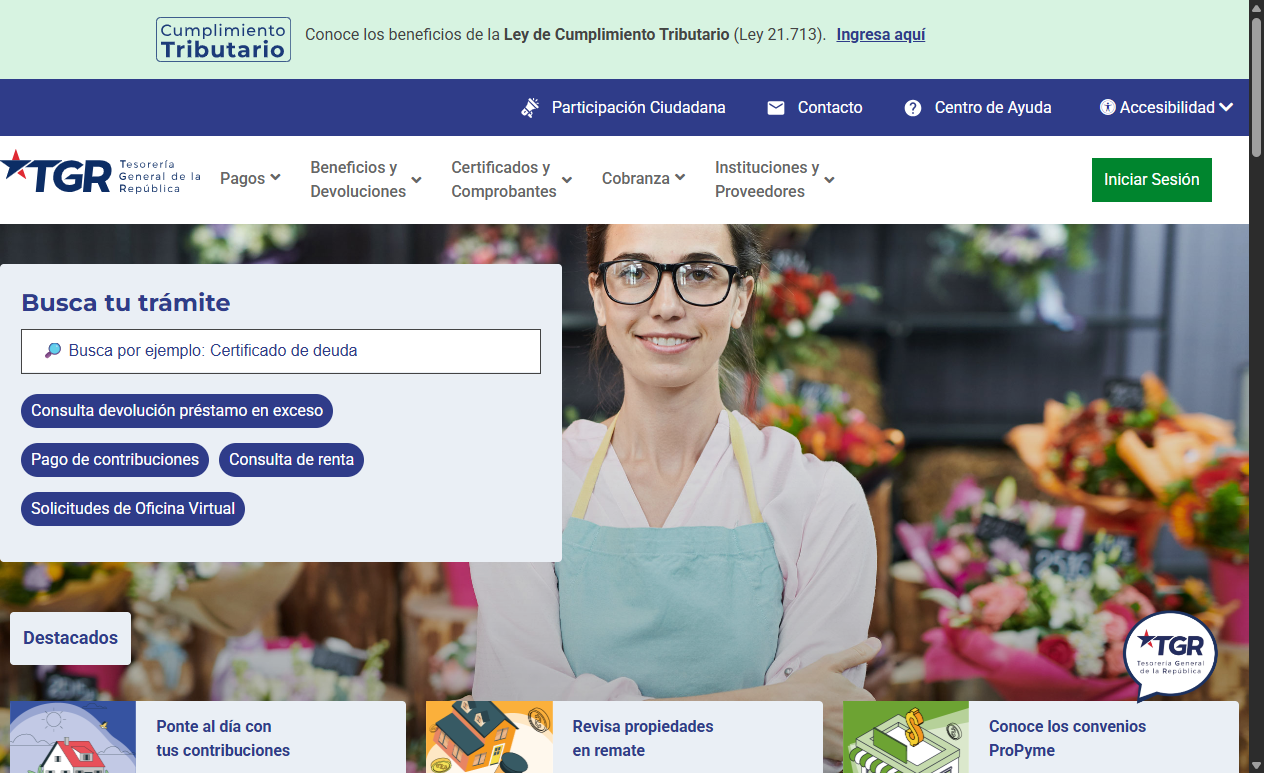 Cumplimiento
Tributario
Conoce los beneficios de la Ley de Cumplimiento Tributario (Ley 21.713). Ingresa aquí
Participación Ciudadana
Contacto
Centro de Ayuda
Accesibilidad
TGR
Tesorería
General de la
República
Pagos
Beneficios y
Devoluciones
Certificados y
Comprobantes
Cobranza
Instituciones y
Proveedores
Iniciar Sesión
Busca tu trámite
Busca por ejemplo: Certificado de deuda
Consulta devolución préstamo en exceso
Pago de contribuciones
Consulta de renta
Solicitudes de Oficina Virtual
Destacados
TGR
Tesorería General
de la República
Ponte al día con
tus contribuciones
Revisa propiedades
en remate
Conoce los convenios
ProPyme